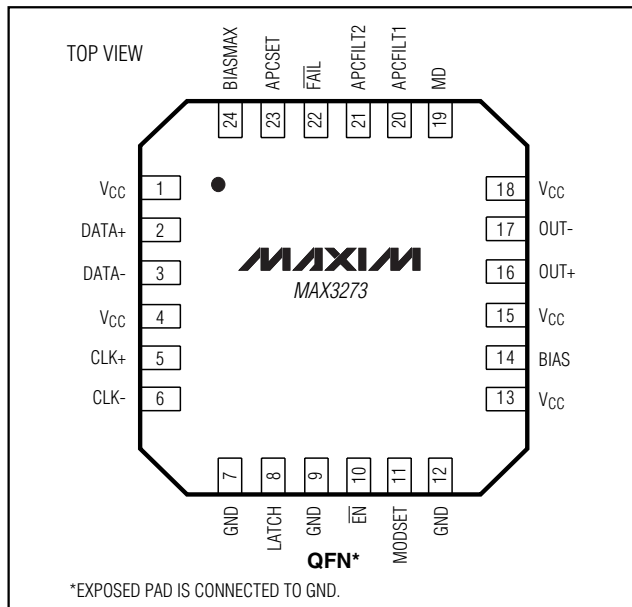 TOP VIEW
BIASMAX
APCSET
F̅A̅I̅L̅
APCFILT2
APCFILT1
MD
24
23
22
21
20
19
VCC 1
DATA+ 2
DATA- 3
VCC 4
CLK+ 5
CLK- 6
18 VCC
17 OUT-
16 OUT+
15 VCC
14 BIAS
13 VCC
MAXIM
MAX3273
7
8
9
10
11
12
GND
LATCH
GND
E̅N̅
MODSET
GND
QFN*
*EXPOSED PAD IS CONNECTED TO GND.